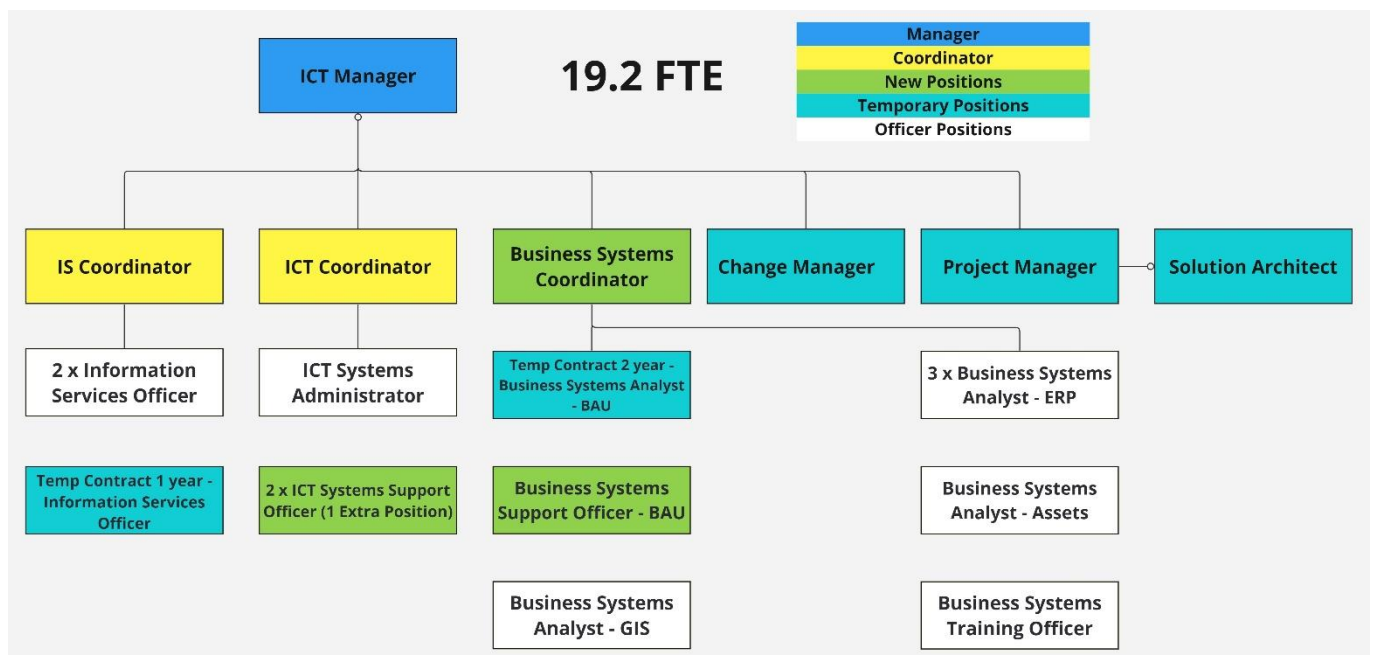 ICT Manager
19.2 FTE
Manager
Coordinator
New Positions
Temporary Positions
Officer Positions
IS Coordinator
ICT Coordinator
Business Systems
Coordinator
Change Manager
Project Manager
Solution Architect
2 x Information
Services Officer
ICT Systems
Administrator
Temp Contract 2 year -
Business Systems Analyst
- BAU
3 x Business Systems
Analyst - ERP
Temp Contract 1 year -
Information Services
Officer
2 x ICT Systems Support
Officer (1 Extra Position)
Business Systems
Support Officer - BAU
Business Systems
Analyst - Assets
Business Systems
Analyst - GIS
Business Systems
Training Officer